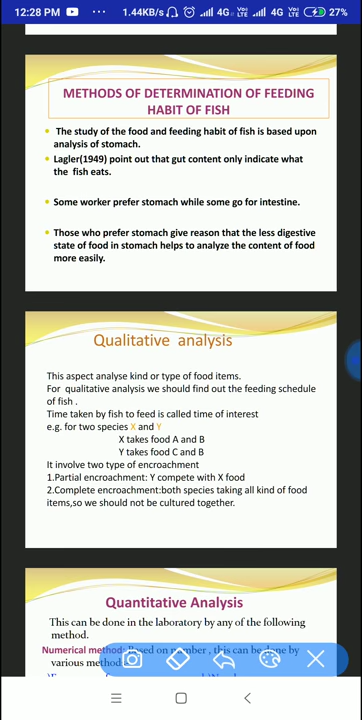 12:28 PM ... 1.44KB/s 4G Vo) LTE 4G Vo) LTE 27%
METHODS OF DETERMINATION OF FEEDING
HABIT OF FISH
The study of the food and feeding habit of fish is based upon
analysis of stomach.
Lagler(1949) point out that gut content only indicate what
the fish eats.
Some worker prefer stomach while some go for intestine.
Those who prefer stomach give reason that the less digestive
state of food in stomach helps to analyze the content of food
more easily.
Qualitative analysis
This aspect analyse kind or type of food items.
For qualitative analysis we should find out the feeding schedule
of fish .
Time taken by fish to feed is called time of interest
e.g. for two species X and Y
X takes food A and B
Y takes food C and B
It involve two type of encroachment
1.Partial encroachment: Y compete with X food
2.Complete encroachment:both species taking all kind of food
items,so we should not be cultured together.
Quantitative Analysis
This can be done in the laboratory by any of the following
method.
Numerical method: Based on number , this can be done by
various method